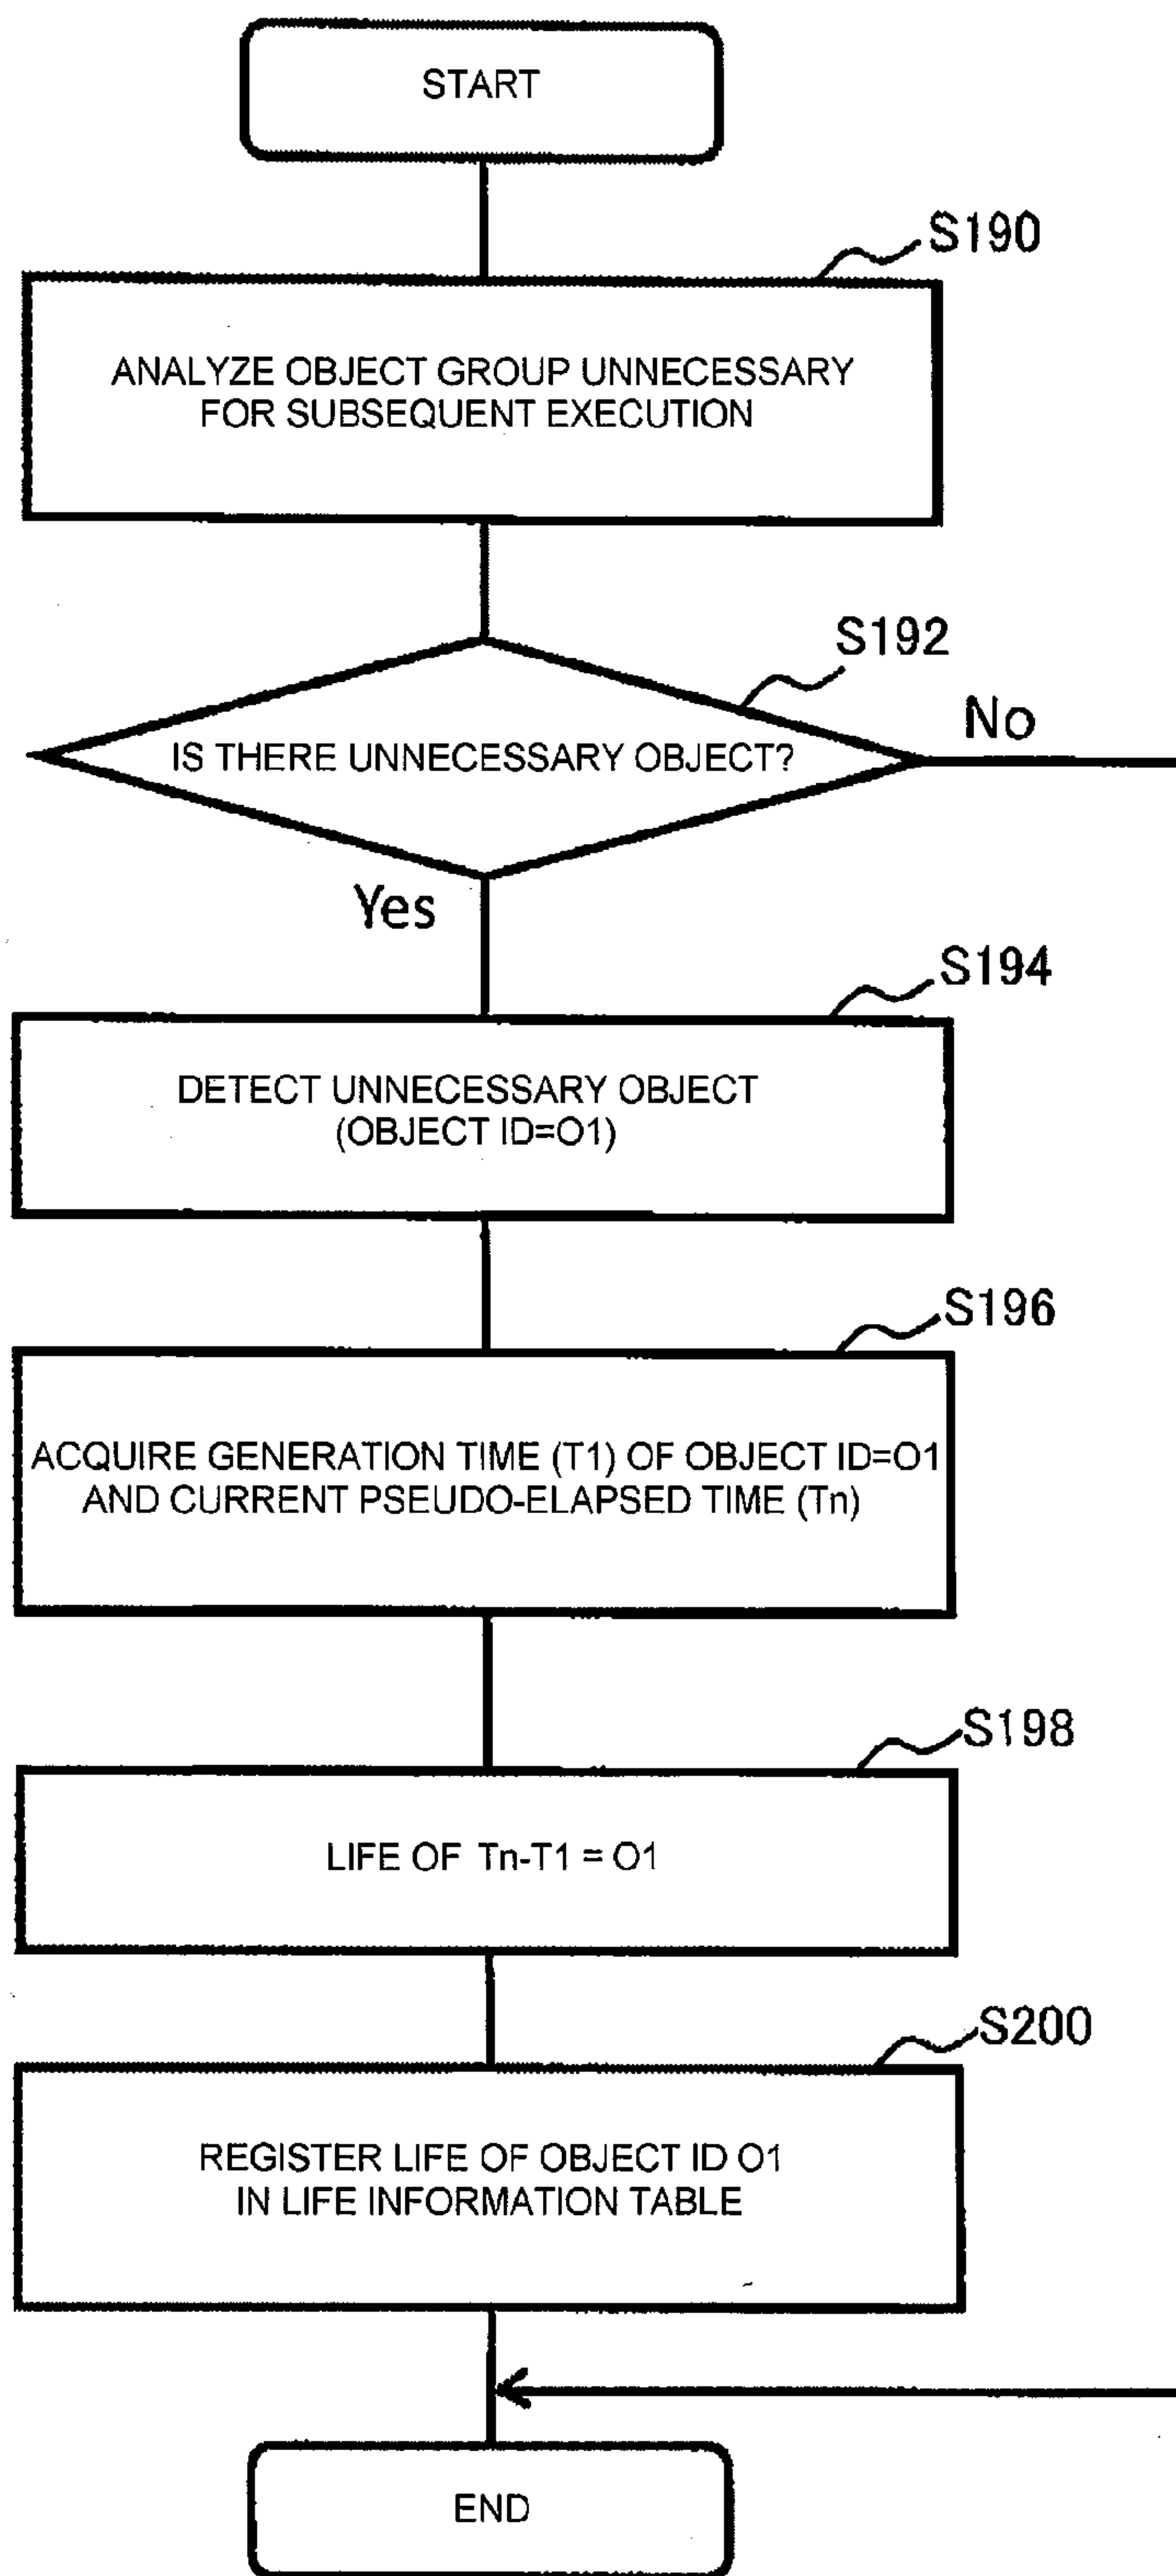 START
S190
ANALYZE OBJECT GROUP UNNECESSARY
FOR SUBSEQUENT EXECUTION
S192
No
IS THERE UNNECESSARY OBJECT?
Yes
S194
DETECT UNNECESSARY OBJECT
(OBJECT ID=O1)
S196
ACQUIRE GENERATION TIME (T1) OF OBJECT ID=O1
AND CURRENT PSEUDO-ELAPSED TIME (Tn)
S198
LIFE OF Tn-T1 = O1
S200
REGISTER LIFE OF OBJECT ID O1
IN LIFE INFORMATION TABLE
END